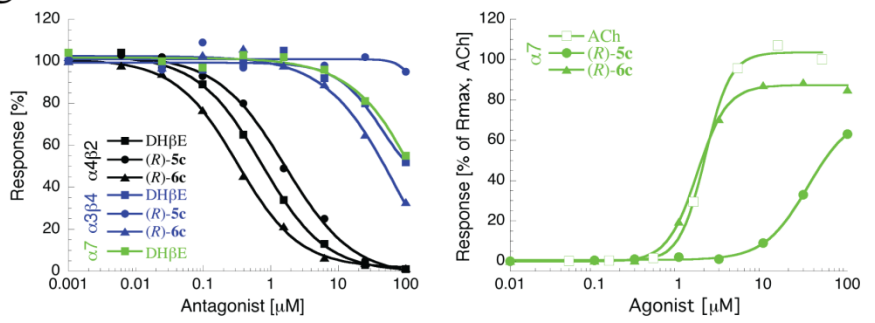 120
100
80
60
40
20
0
Response [%]
α4β2
DHβE
(R)-5c
(R)-6c
α3β4
DHβE
(R)-5c
(R)-6c
α7
DHβE
0.001 0.01 0.1 1 10 100
Antagonist [μM]
120
100
80
60
40
20
0
Response [% of Rmax, ACh]
α7
ACh
(R)-5c
(R)-6c
0.01 0.1 1 10 100
Agonist [μM]